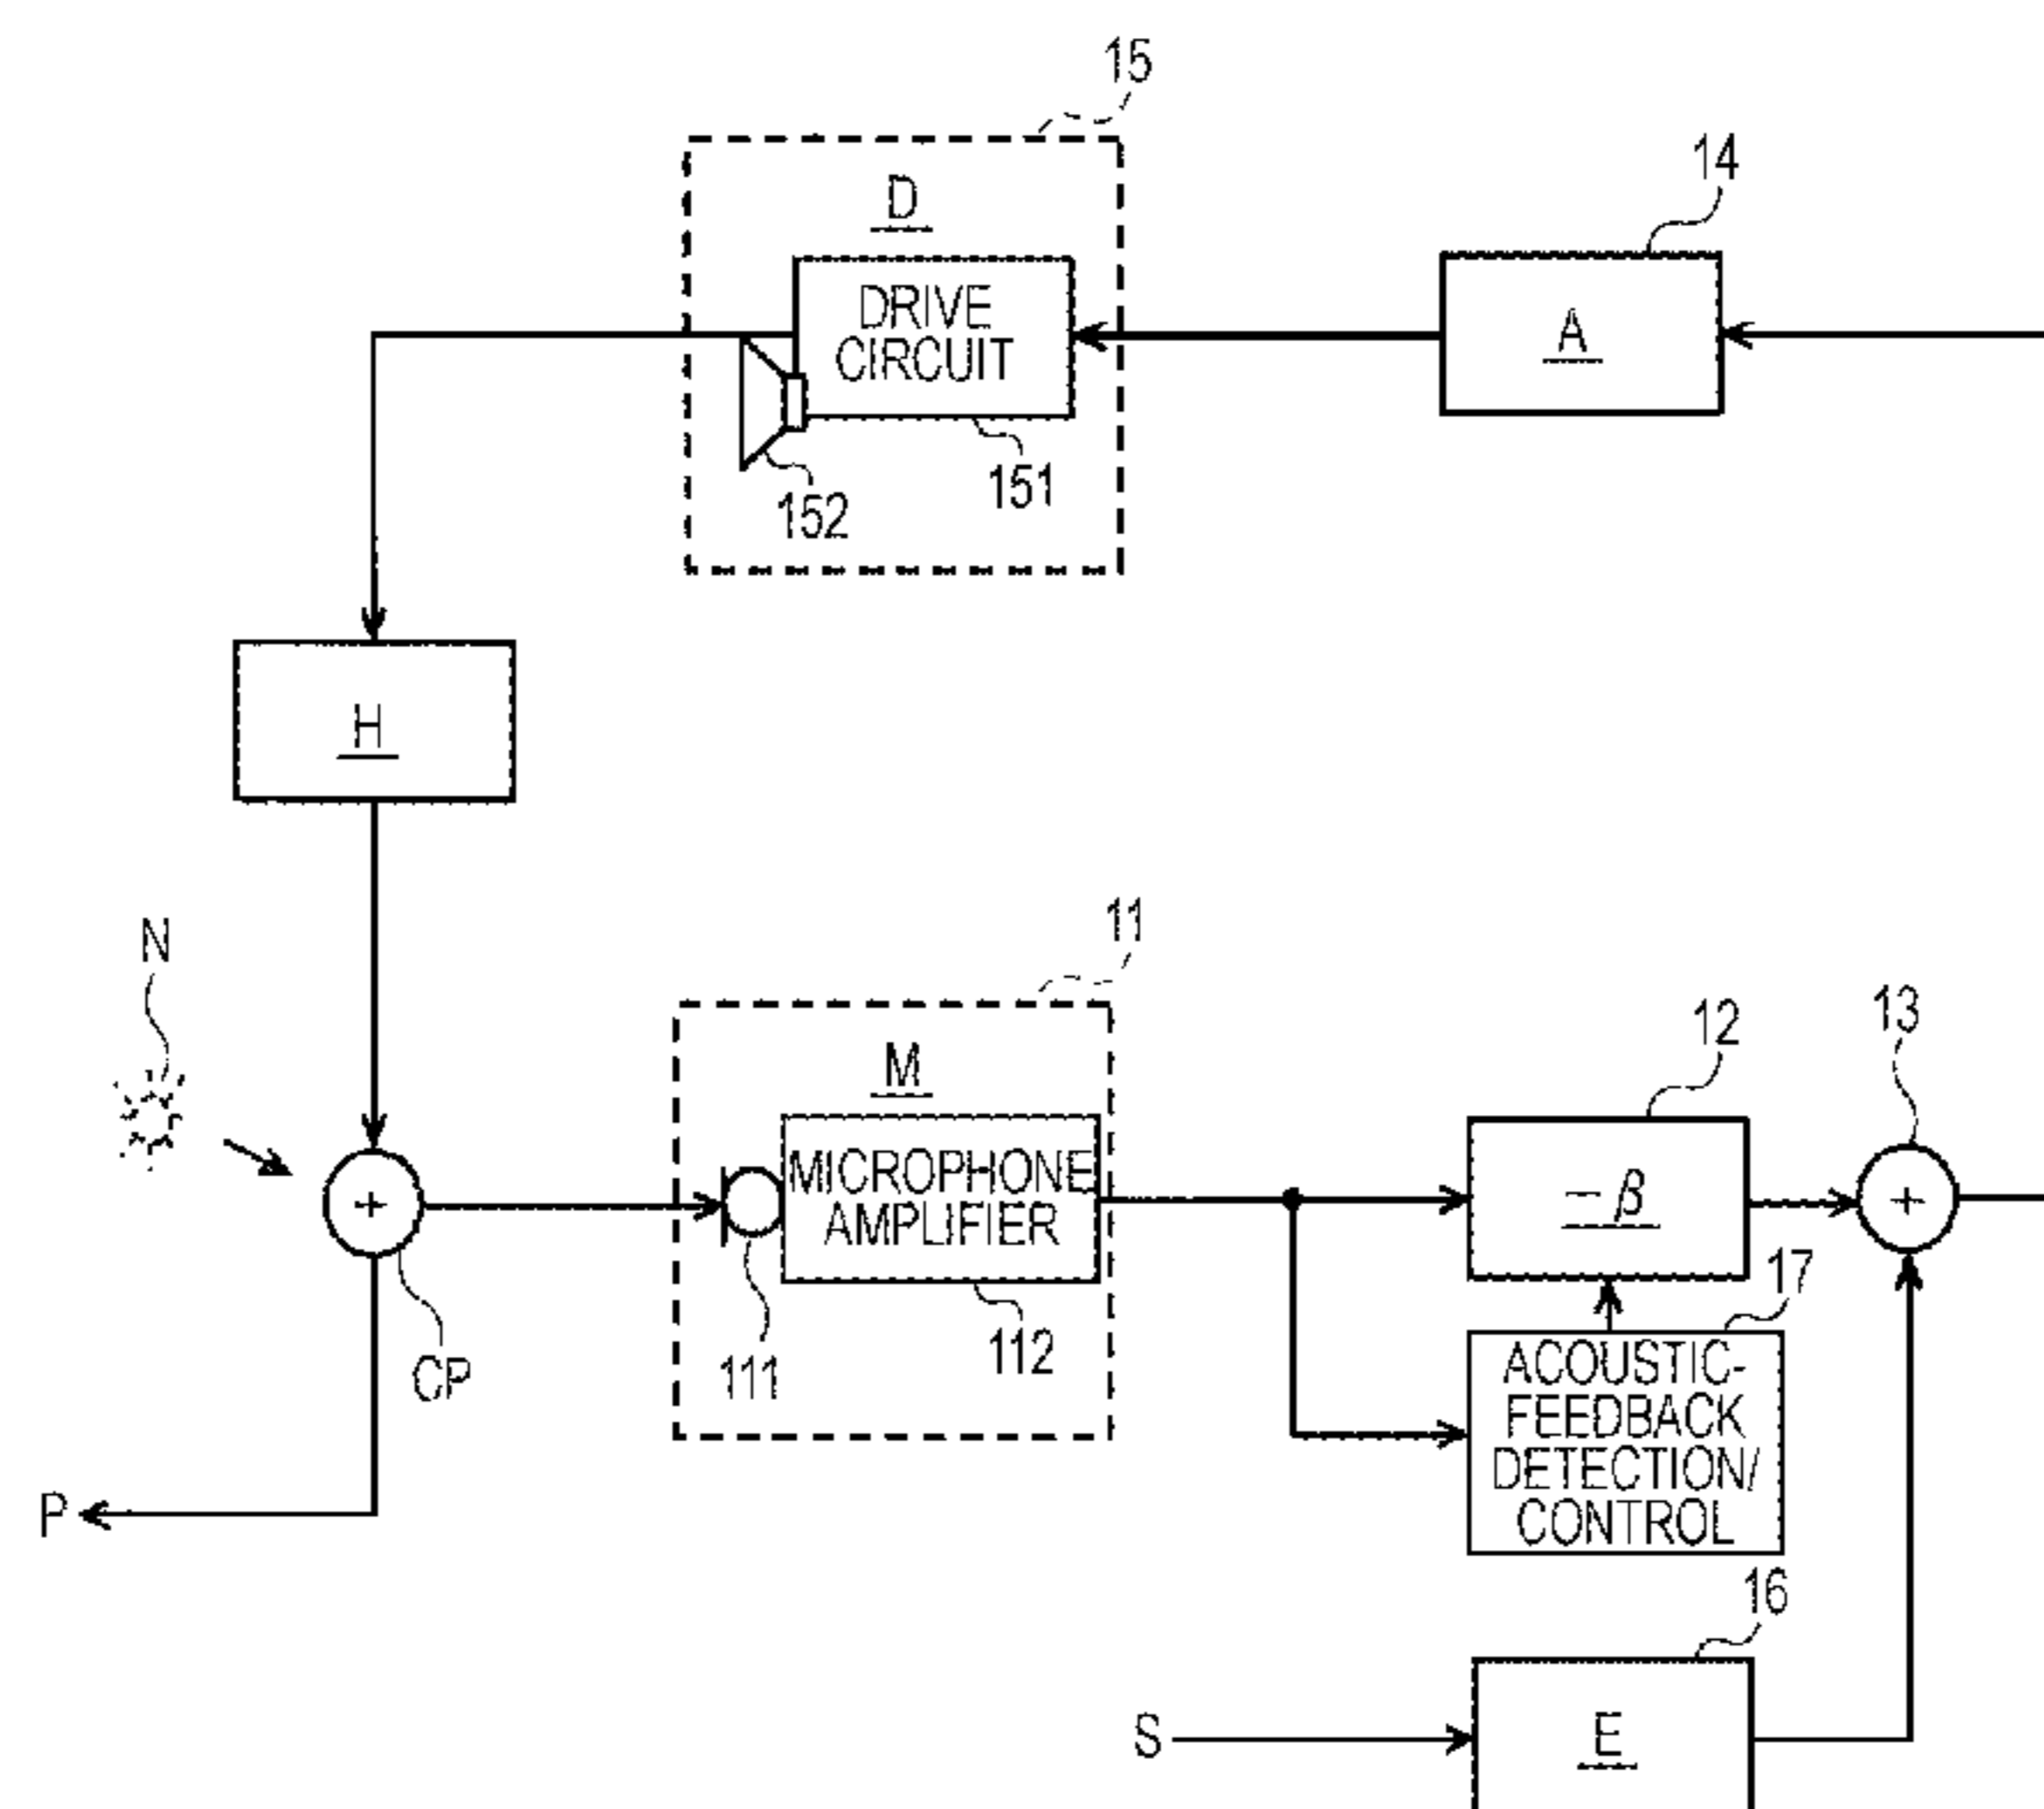 15
D
DRIVE
CIRCUIT
151
152
14
A
H
N
11
M
MICROPHONE
AMPLIFIER
111
112
CP
P
12
-β
13
17
ACOUSTIC-
FEEDBACK
DETECTION/
CONTROL
16
S
E
+
+